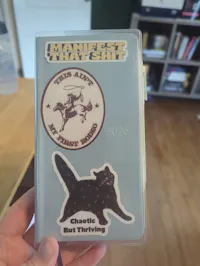 MANIFEST
THAT SHIT
THIS AIN'T
MY FIRST RODEO
Chaotic
But Thriving